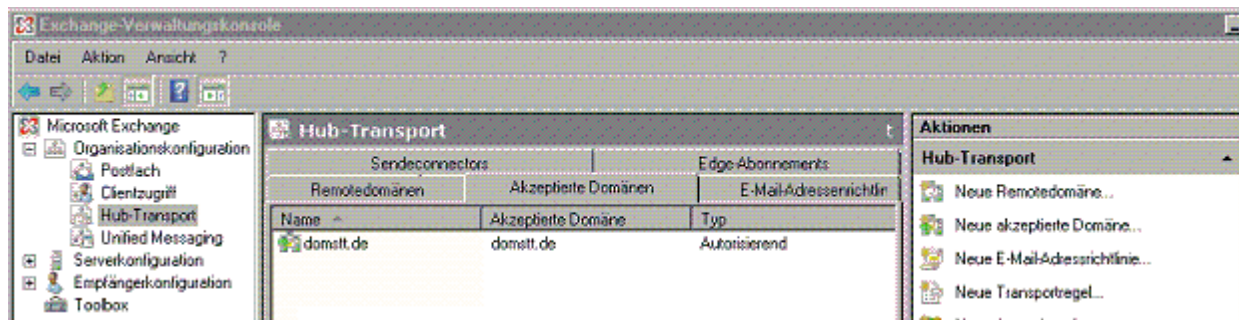 Exchange-Verwaltungskonsole
Datei Aktion Ansicht ?
Microsoft Exchange
Organisationskonfiguration
Postfach
Clientzugriff
Hub-Transport
Unified Messaging
Serverkonfiguration
Empfängerkonfiguration
Toolbox
Hub-Transport
Sendeconnectors Edge-Abonnements
Remotedomänen Akzeptierte Domänen E-Mail-Adressenrichtlin
Name Akzeptierte Domäne Typ
domstt.de domstt.de Autorisierend
Aktionen
Hub-Transport
Neue Remotedomäne...
Neue akzeptierte Domäne...
Neue E-Mail-Adressrichtlinie...
Neue Transportregel...